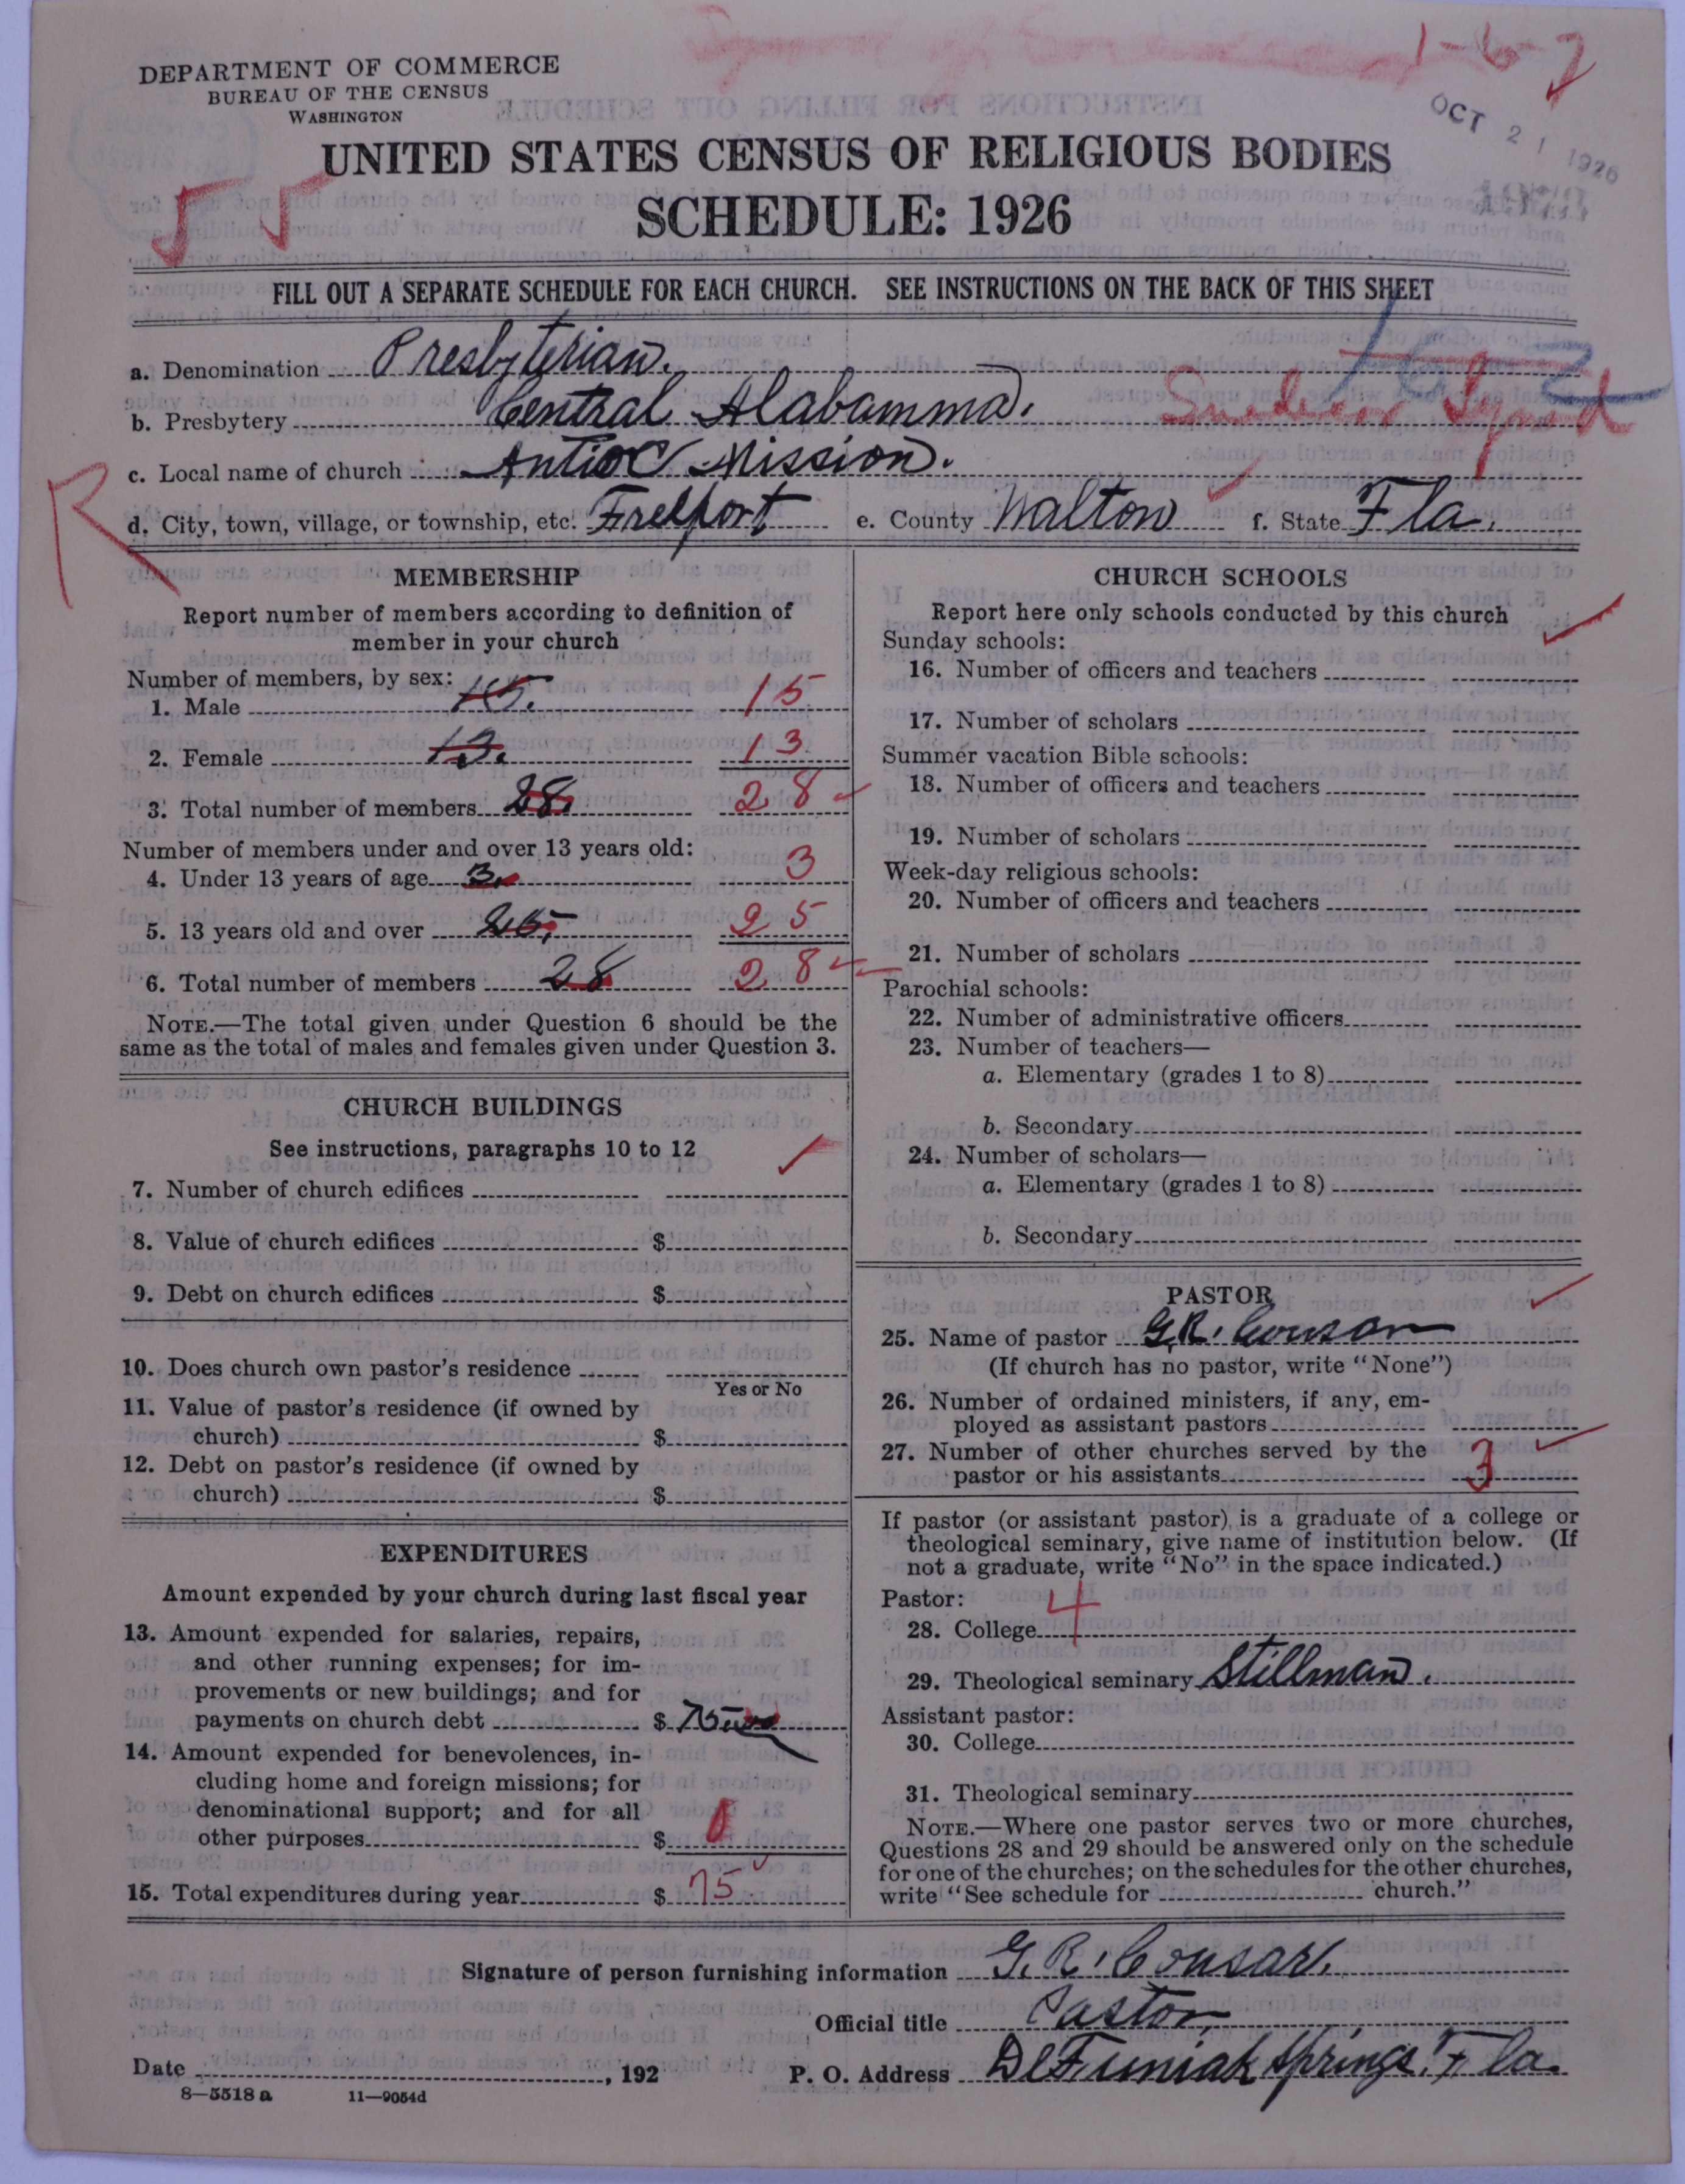 1-6-2
DEPARTMENT OF COMMERCE
BUREAU OF THE CENSUS
WASHINGTON
OCT 21 1926
UNITED STATES CENSUS OF RELIGIOUS BODIES
SCHEDULE: 1926
FILL OUT A SEPARATE SCHEDULE FOR EACH CHURCH. SEE INSTRUCTIONS ON THE BACK OF THIS SHEET
a. Denomination Presbyterian.
b. Presbytery Central Alabamma. Synod
c. Local name of church Antioc Mission.
R
d. City, town, village, or township, etc. Freeport e. County Walton f. State Fla.
MEMBERSHIP
Report number of members according to definition of
member in your church
Number of members, by sex:
1. Male 15. 15
2. Female 13. 13
3. Total number of members 28. 28
Number of members under and over 13 years old:
4. Under 13 years of age 3. 3
5. 13 years old and over 25, 25
6. Total number of members 28 28
NOTE.—The total given under Question 6 should be the
same as the total of males and females given under Question 3.
CHURCH BUILDINGS
See instructions, paragraphs 10 to 12
7. Number of church edifices
8. Value of church edifices $
9. Debt on church edifices $
10. Does church own pastor's residence
Yes or No
11. Value of pastor's residence (if owned by
church) $
12. Debt on pastor's residence (if owned by
church) $
EXPENDITURES
Amount expended by your church during last fiscal year
13. Amount expended for salaries, repairs,
and other running expenses; for im-
provements or new buildings; and for
payments on church debt $ 75.00
14. Amount expended for benevolences, in-
cluding home and foreign missions; for
denominational support; and for all
other purposes $ 0
15. Total expenditures during year $ 75
CHURCH SCHOOLS
Report here only schools conducted by this church
Sunday schools:
16. Number of officers and teachers
17. Number of scholars
Summer vacation Bible schools:
18. Number of officers and teachers
19. Number of scholars
Week-day religious schools:
20. Number of officers and teachers
21. Number of scholars
Parochial schools:
22. Number of administrative officers
23. Number of teachers—
a. Elementary (grades 1 to 8)
b. Secondary
24. Number of scholars—
a. Elementary (grades 1 to 8)
b. Secondary
PASTOR
25. Name of pastor G.R. Cousar
(If church has no pastor, write "None")
26. Number of ordained ministers, if any, em-
ployed as assistant pastors
27. Number of other churches served by the
pastor or his assistants 3
If pastor (or assistant pastor) is a graduate of a college or
theological seminary, give name of institution below. (If
not a graduate, write "No" in the space indicated.)
Pastor: 4
28. College
29. Theological seminary Stillman.
Assistant pastor:
30. College
31. Theological seminary
NOTE.—Where one pastor serves two or more churches,
Questions 28 and 29 should be answered only on the schedule
for one of the churches; on the schedules for the other churches,
write "See schedule for church."
Signature of person furnishing information G. R. Cousar.
Official title Pastor,
Date , 192 P. O. Address DeFuniak Springs. Fla.
8—5518 a 11—9054d